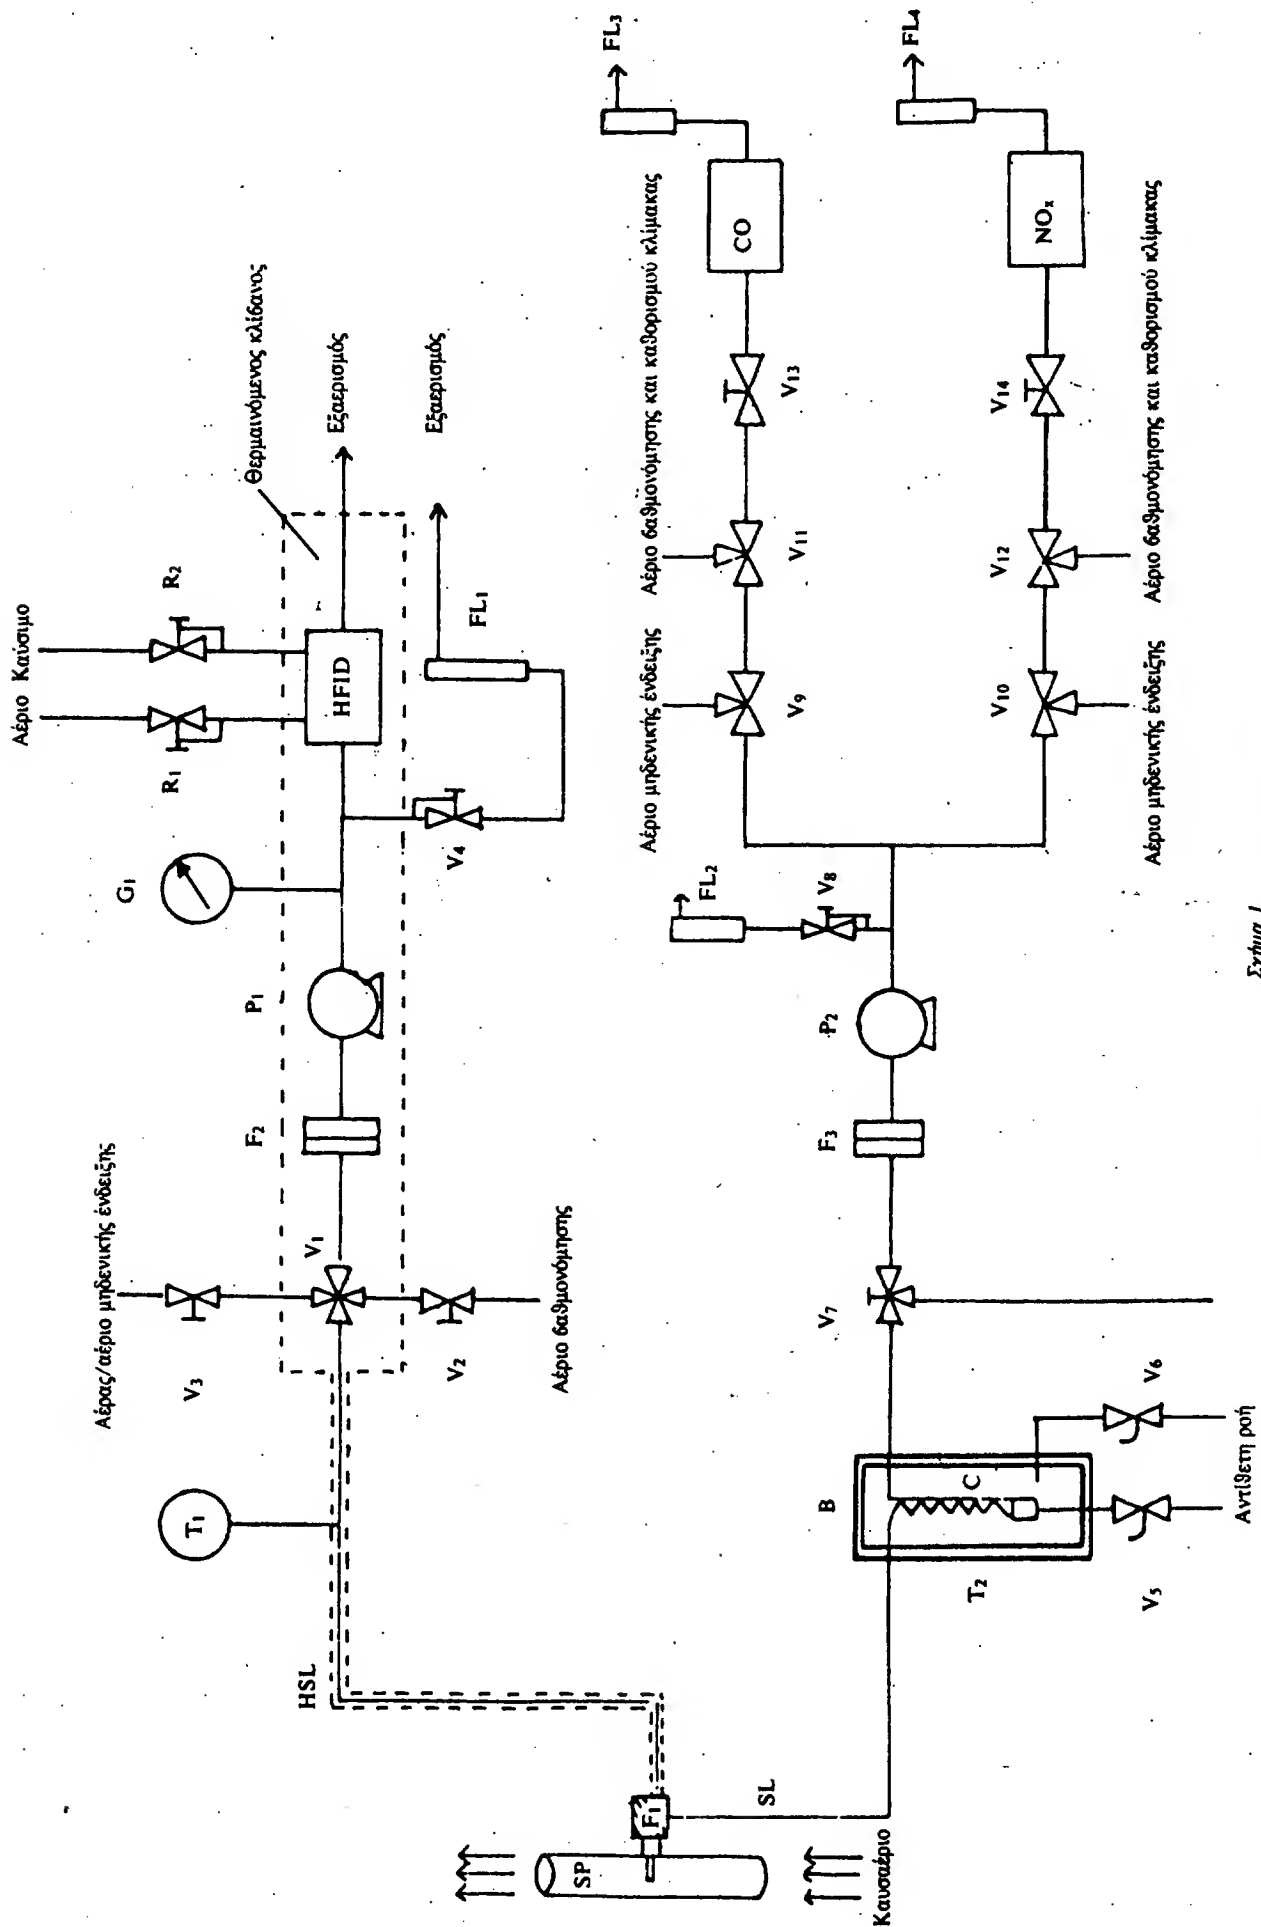 Αέριο Καύσιμο
R₁
R₂
Θερμαινόμενος κλίβανος
Εξαερισμός
Εξαερισμός
HFID
FL₁
V₄
G₁
P₁
F₂
Αέρας/αέριο μηδενικής ένδειξης
V₃
V₁
V₂
Αέριο βαθμονόμησης
T₁
HSL
F₁
SP
SL
Καυσαέριο
B
C
T₂
V₅
V₆
Αντίθετη ροή
V₇
F₃
P₂
FL₂
V₈
Αέριο μηδενικής ένδειξης
V₉
Αέριο βαθμονόμησης και καθορισμού κλίμακας
V₁₁
V₁₃
CO
FL₃
V₁₀
Αέριο μηδενικής ένδειξης
V₁₂
Αέριο βαθμονόμησης και καθορισμού κλίμακας
V₁₄
NOₓ
FL₄
Σχήμα 1